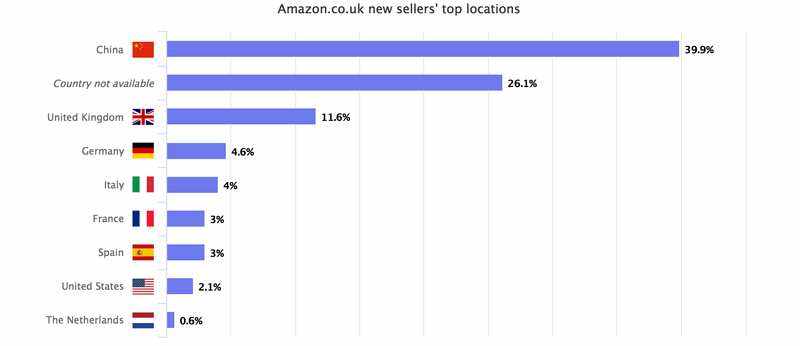 Amazon.co.uk new sellers' top locations
China 39.9%
Country not available 26.1%
United Kingdom 11.6%
Germany 4.6%
Italy 4%
France 3%
Spain 3%
United States 2.1%
The Netherlands 0.6%